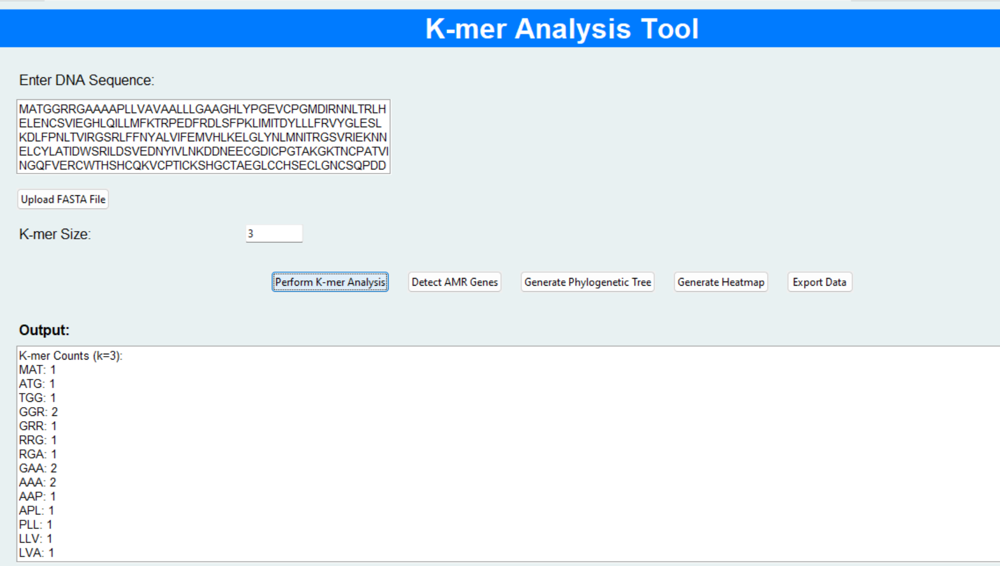 K-mer Analysis Tool
Enter DNA Sequence:
MATGGRRGAAAAPLLVAVAALLLGAAGHLYPGEVCPGMDIRNNLTRLH
ELENCSVIEGHLQILLMFKTRPEDFRDLSFPKLIMITDYLLLFRVYGLESL
KDLFPNLTVIRGSRLFFNYALVIFEMVHLKELGLYNLMNITRGSVRIEKNN
ELCYLATIDWSRILDSVEDNYIVLNKDDNEECGDICPGTAKGKTNCPATVI
NGQFVERCWTHSHCQKVCPTICKSHGCTAEGLCCHSECLGNCSQPDD
Upload FASTA File
K-mer Size: 3
Perform K-mer Analysis Detect AMR Genes Generate Phylogenetic Tree Generate Heatmap Export Data
Output:
K-mer Counts (k=3):
MAT: 1
ATG: 1
TGG: 1
GGR: 2
GRR: 1
RRG: 1
RGA: 1
GAA: 2
AAA: 2
AAP: 1
APL: 1
PLL: 1
LLV: 1
LVA: 1